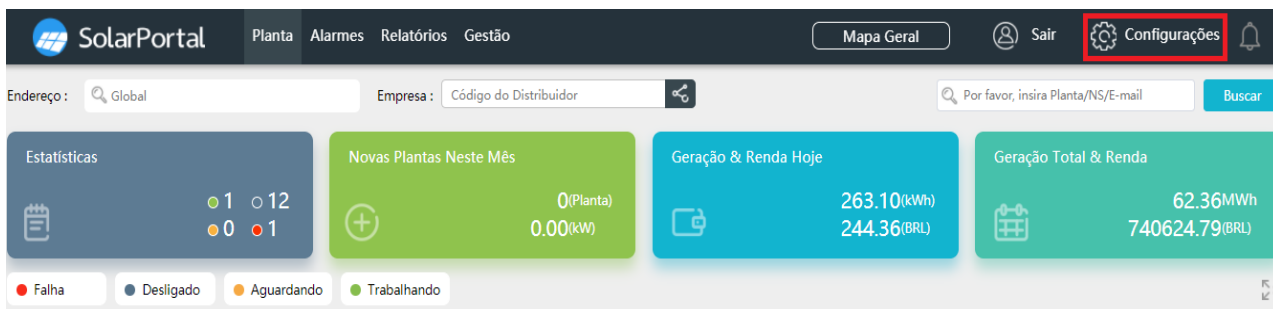 SolarPortal Planta Alarmes Relatórios Gestão Mapa Geral Sair Configurações
Endereço : Global Empresa : Código do Distribuidor Por favor, insira Planta/NS/E-mail Buscar
Estatísticas
1 12
0 1
Novas Plantas Neste Mês
0(Planta)
0.00(kW)
Geração & Renda Hoje
263.10(kWh)
244.36(BRL)
Geração Total & Renda
62.36MWh
740624.79(BRL)
Falha Desligado Aguardando Trabalhando